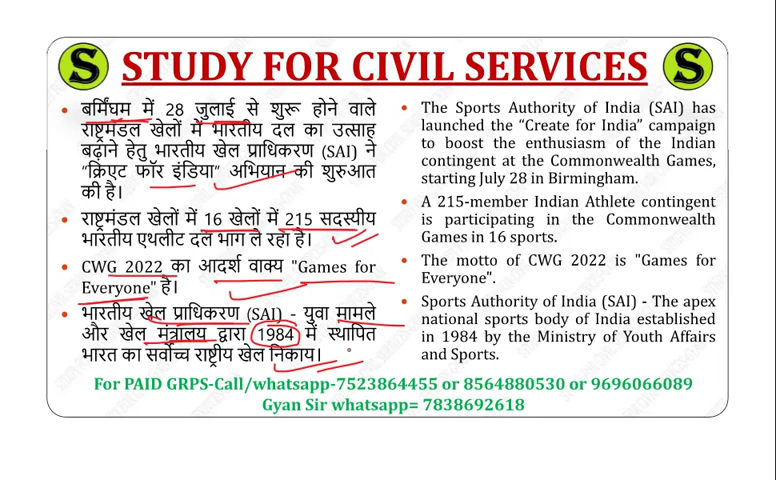 S STUDY FOR CIVIL SERVICES S
• बर्मिंघम में 28 जुलाई से शुरू होने वाले
राष्ट्रमंडल खेलों में भारतीय दल का उत्साह
बढ़ाने हेतु भारतीय खेल प्राधिकरण (SAI) ने
"क्रिएट फॉर इंडिया" अभियान की शुरुआत
की है।
• राष्ट्रमंडल खेलों में 16 खेलों में 215 सदस्यीय
भारतीय एथलीट दल भाग ले रहा है।
• CWG 2022 का आदर्श वाक्य "Games for
Everyone" है।
• भारतीय खेल प्राधिकरण (SAI) - युवा मामले
और खेल मंत्रालय द्वारा 1984 में स्थापित
भारत का सर्वोच्च राष्ट्रीय खेल निकाय।
• The Sports Authority of India (SAI) has
launched the “Create for India” campaign
to boost the enthusiasm of the Indian
contingent at the Commonwealth Games,
starting July 28 in Birmingham.
• A 215-member Indian Athlete contingent
is participating in the Commonwealth
Games in 16 sports.
• The motto of CWG 2022 is "Games for
Everyone".
• Sports Authority of India (SAI) - The apex
national sports body of India established
in 1984 by the Ministry of Youth Affairs
and Sports.
For PAID GRPS-Call/whatsapp-7523864455 or 8564880530 or 9696066089
Gyan Sir whatsapp= 7838692618